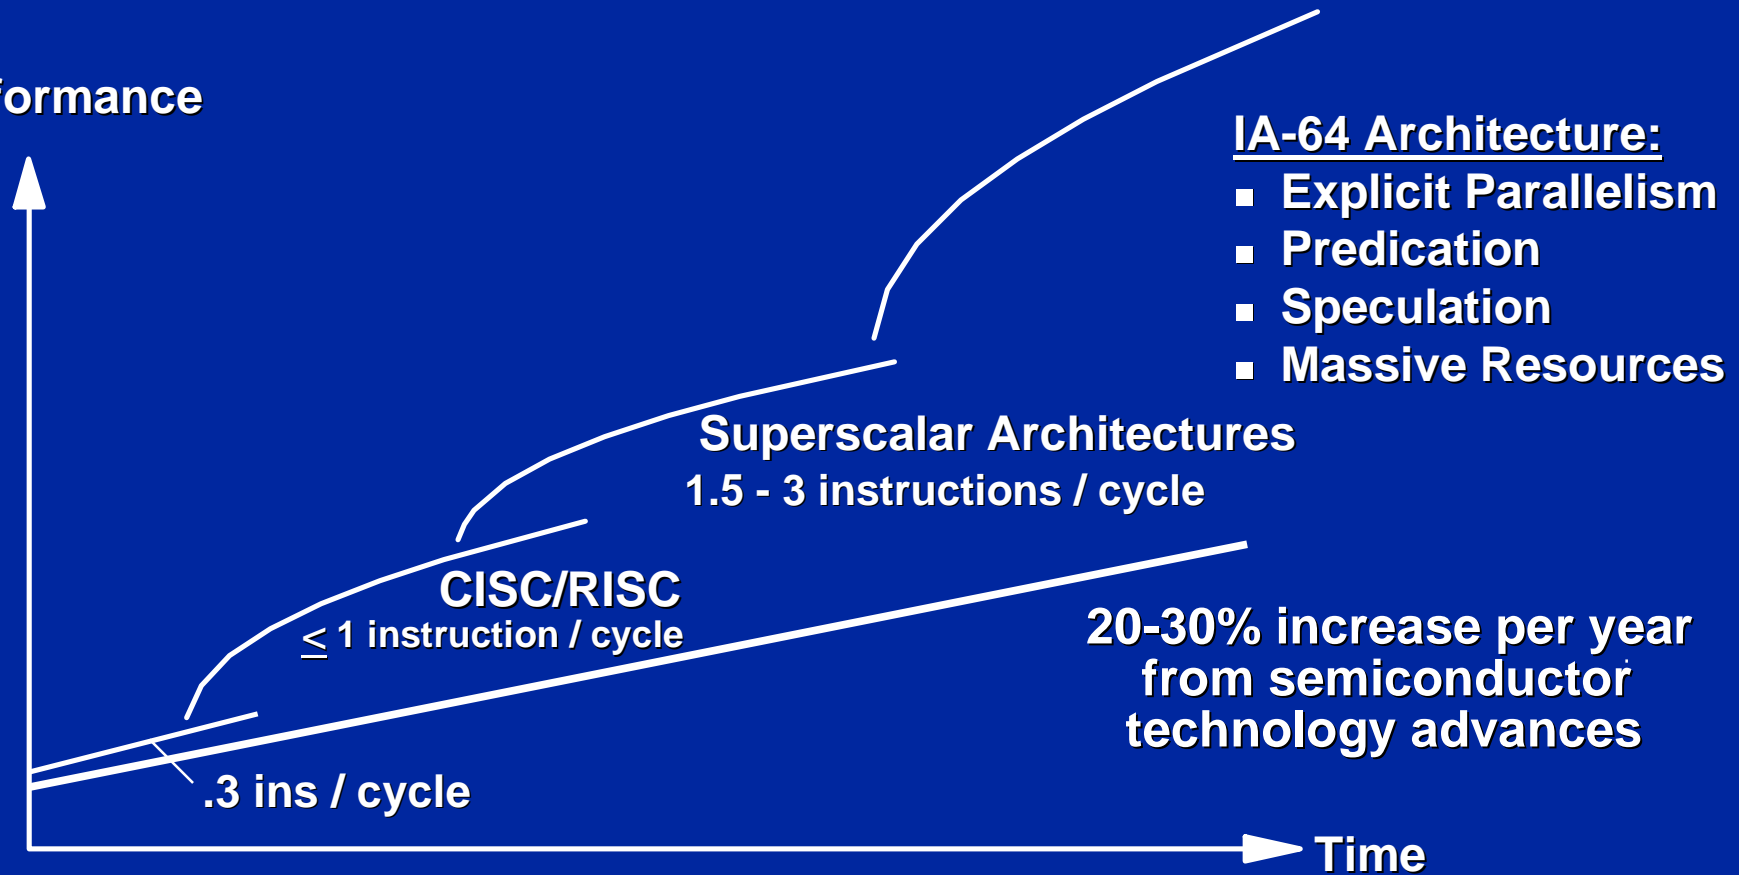 formance
IA-64 Architecture:
Explicit Parallelism
Predication
Speculation
Massive Resources
Superscalar Architectures
1.5 - 3 instructions / cycle
CISC/RISC
≤ 1 instruction / cycle
20-30% increase per year
from semiconductor
technology advances
.3 ins / cycle
Time